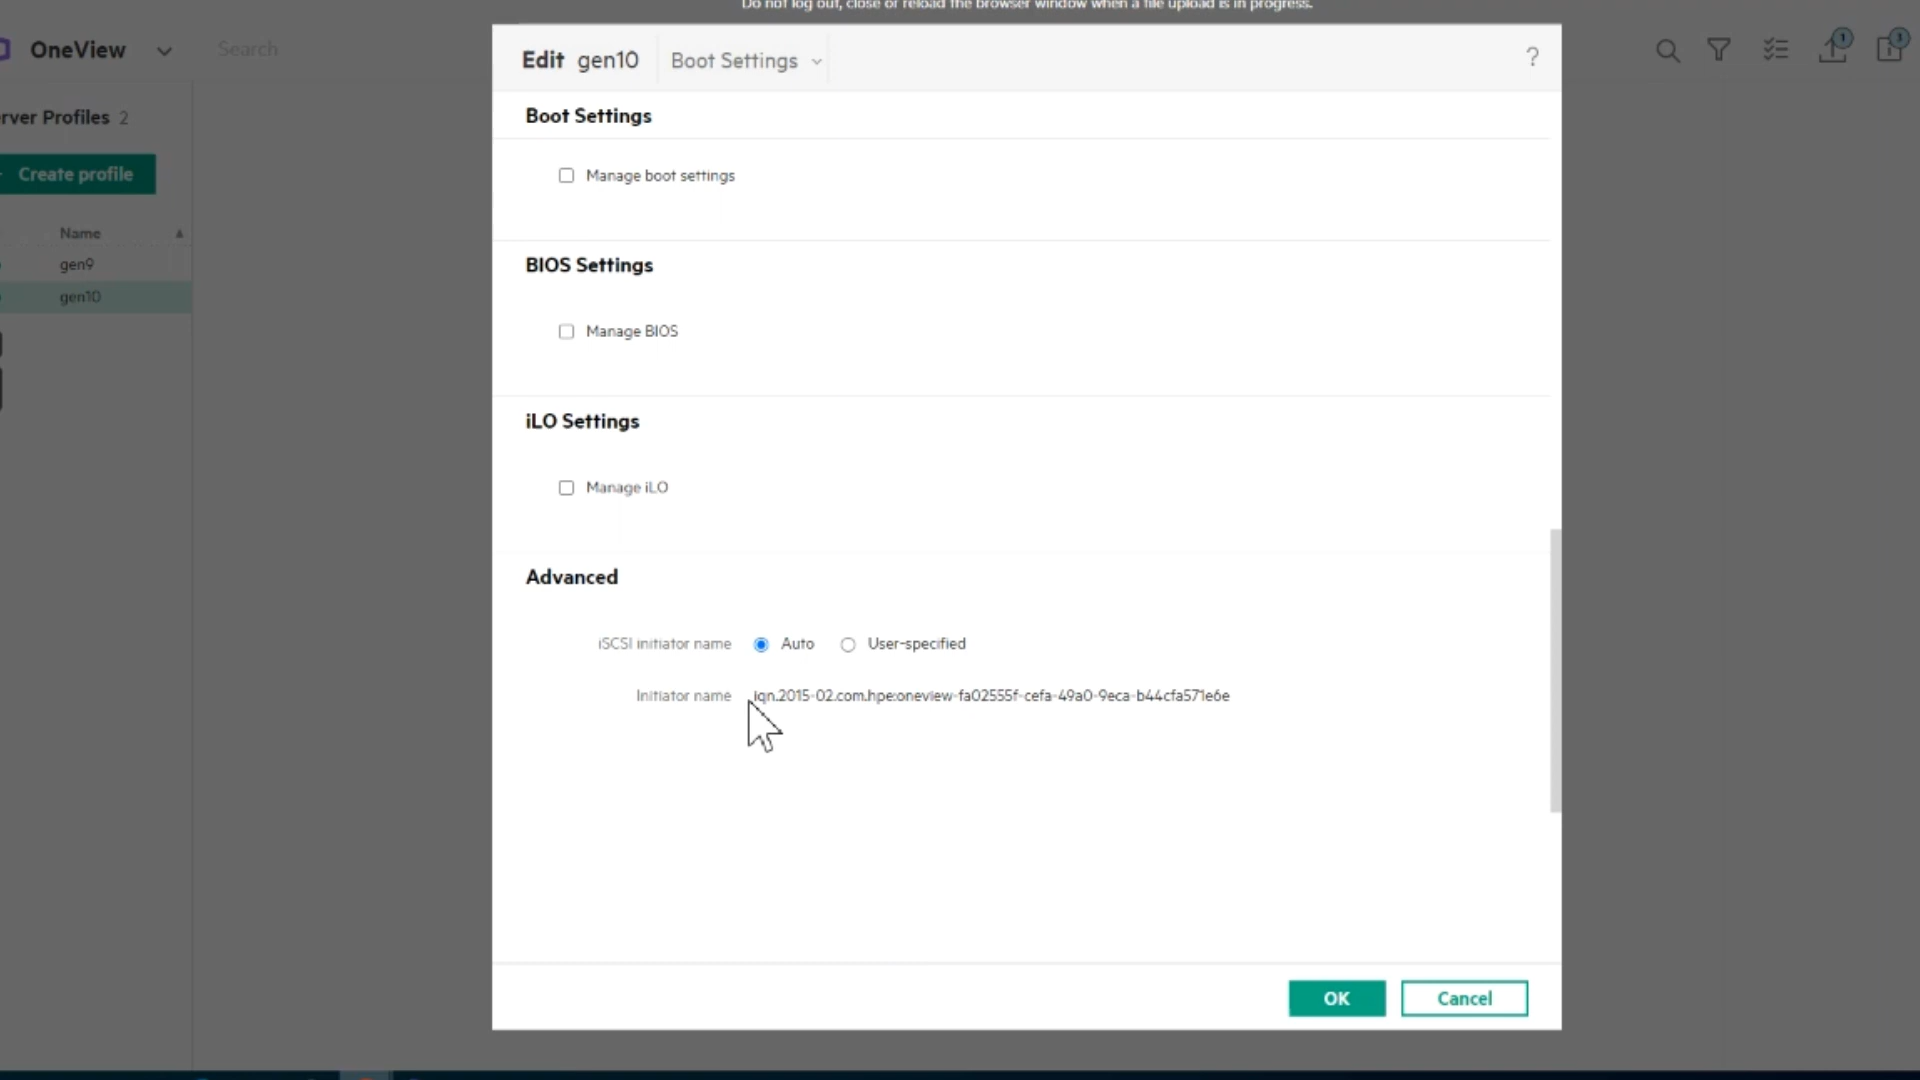 Do not log out, close or reload the browser window when a file upload is in progress.
OneView
Search
1
3
Edit gen10
Boot Settings
?
rver Profiles 2
Create profile
Name
gen9
gen10
Boot Settings
Manage boot settings
BIOS Settings
Manage BIOS
iLO Settings
Manage iLO
Advanced
iSCSI initiator name Auto User-specified
Initiator name iqn.2015-02.com.hpe:oneview-fa02555f-cefa-49a0-9eca-b44cfa571e6e
OK Cancel